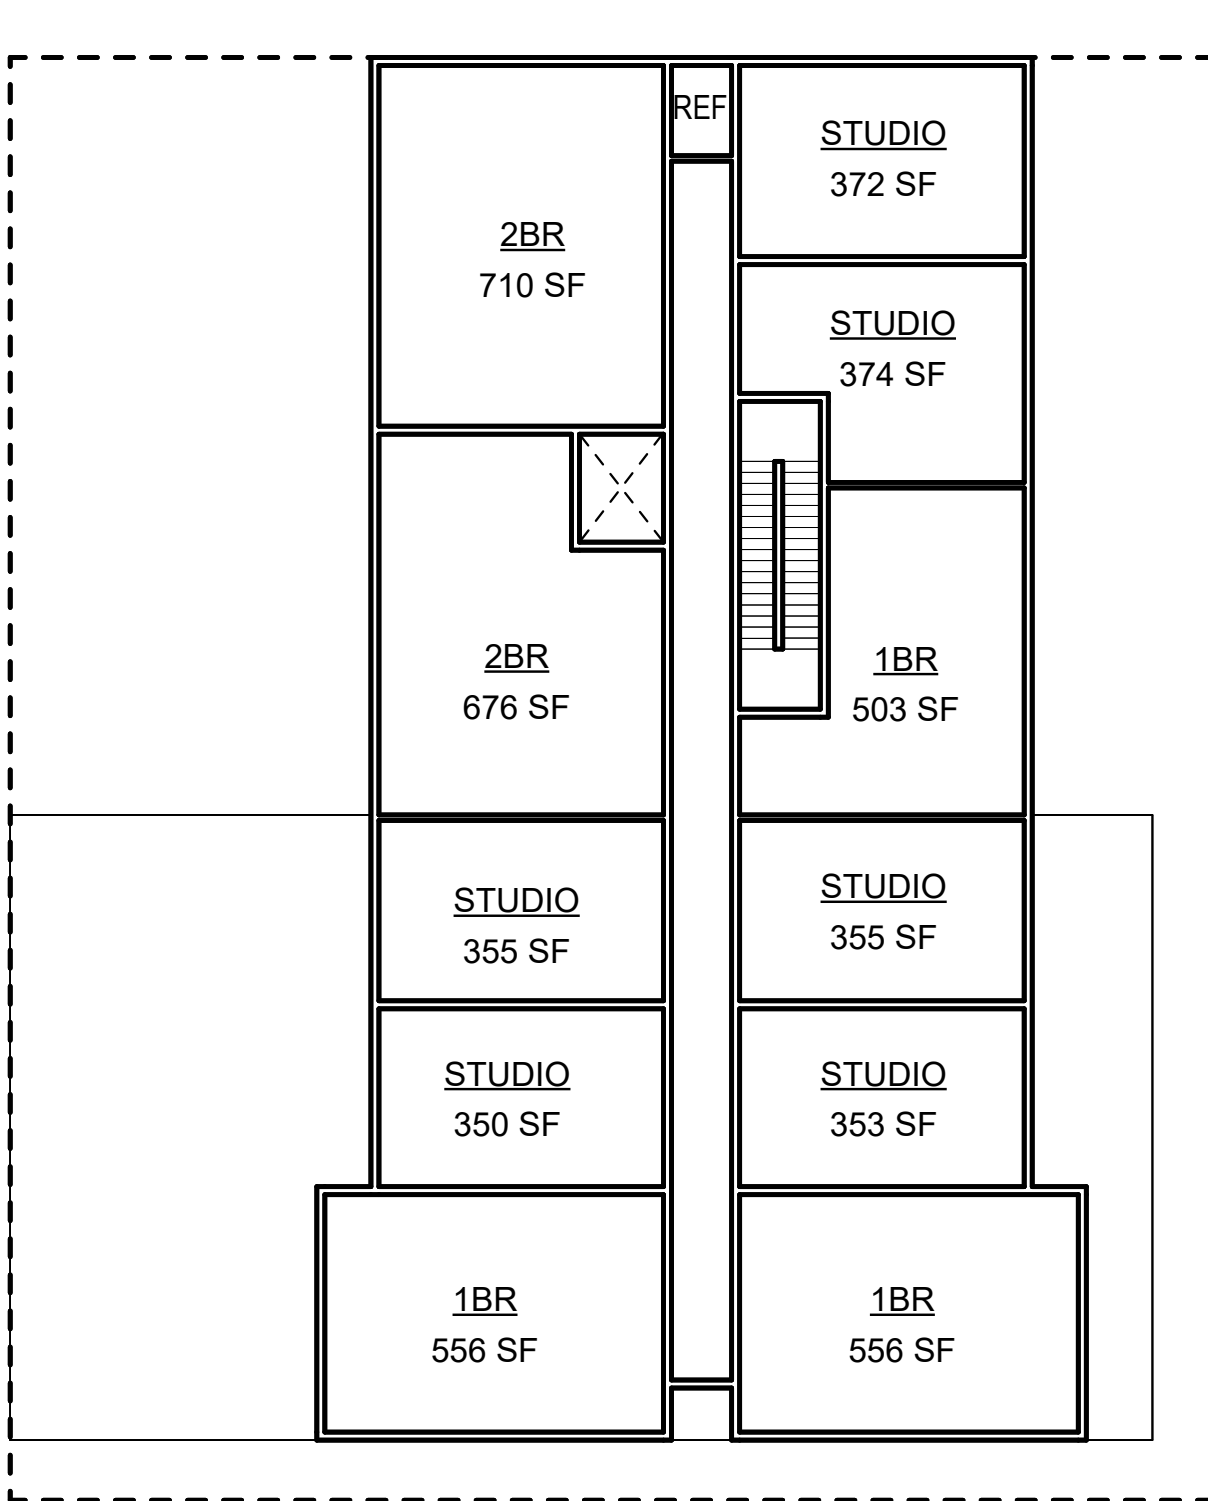 REF
STUDIO
372 SF
2BR
710 SF
STUDIO
374 SF
2BR
676 SF
1BR
503 SF
STUDIO
355 SF
STUDIO
355 SF
STUDIO
350 SF
STUDIO
353 SF
1BR
556 SF
1BR
556 SF